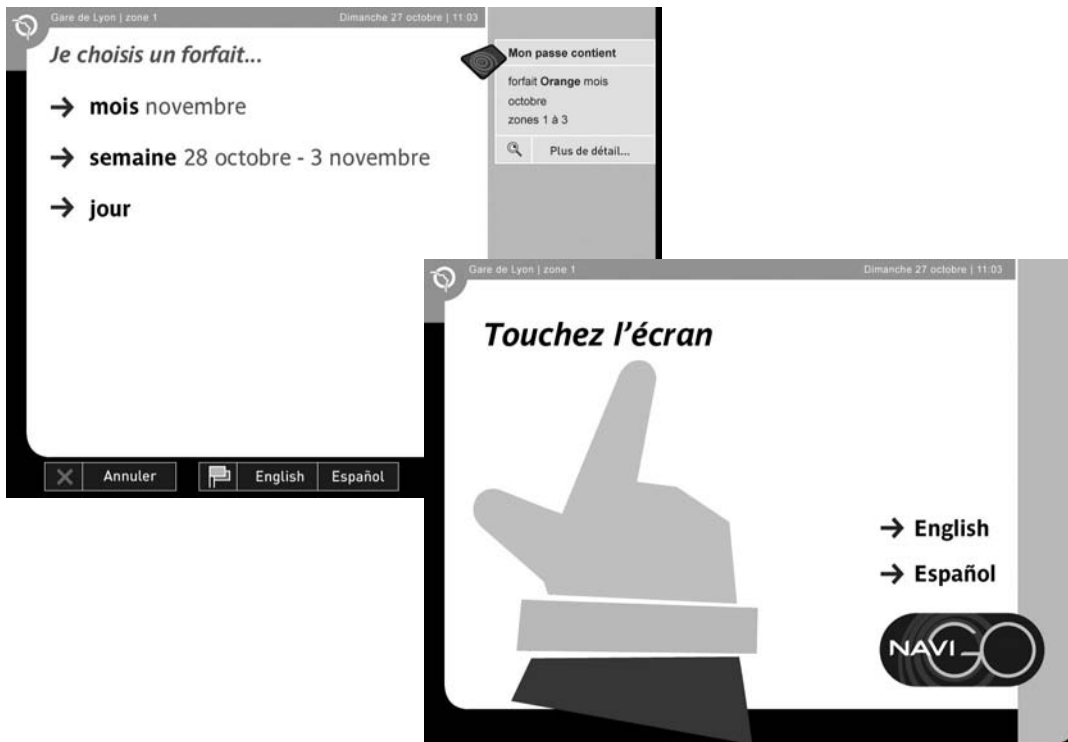 Gare de Lyon | zone 1
Dimanche 27 octobre | 11:03
Je choisis un forfait...
→ mois novembre
→ semaine 28 octobre - 3 novembre
→ jour
Mon passe contient
forfait Orange mois
octobre
zones 1 à 3
Plus de détail...
Annuler
English
Español
Gare de Lyon | zone 1
Dimanche 27 octobre | 11:03
Touchez l'écran
→ English
→ Español
NAVIGO